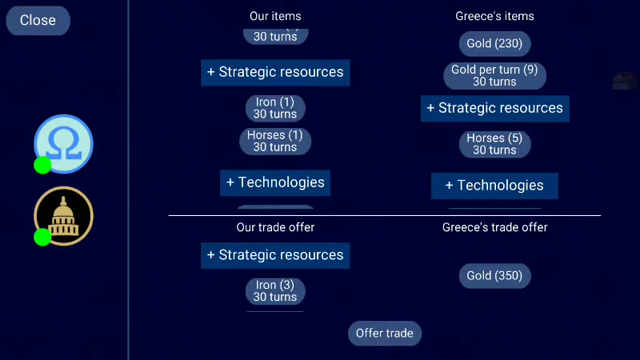 Close
Our items
30 turns
+ Strategic resources
Iron (1)
30 turns
Horses (1)
30 turns
+ Technologies
Greece's items
Gold (230)
Gold per turn (9)
30 turns
+ Strategic resources
Horses (5)
30 turns
+ Technologies
Our trade offer
+ Strategic resources
Iron (3)
30 turns
Greece's trade offer
Gold (350)
Offer trade